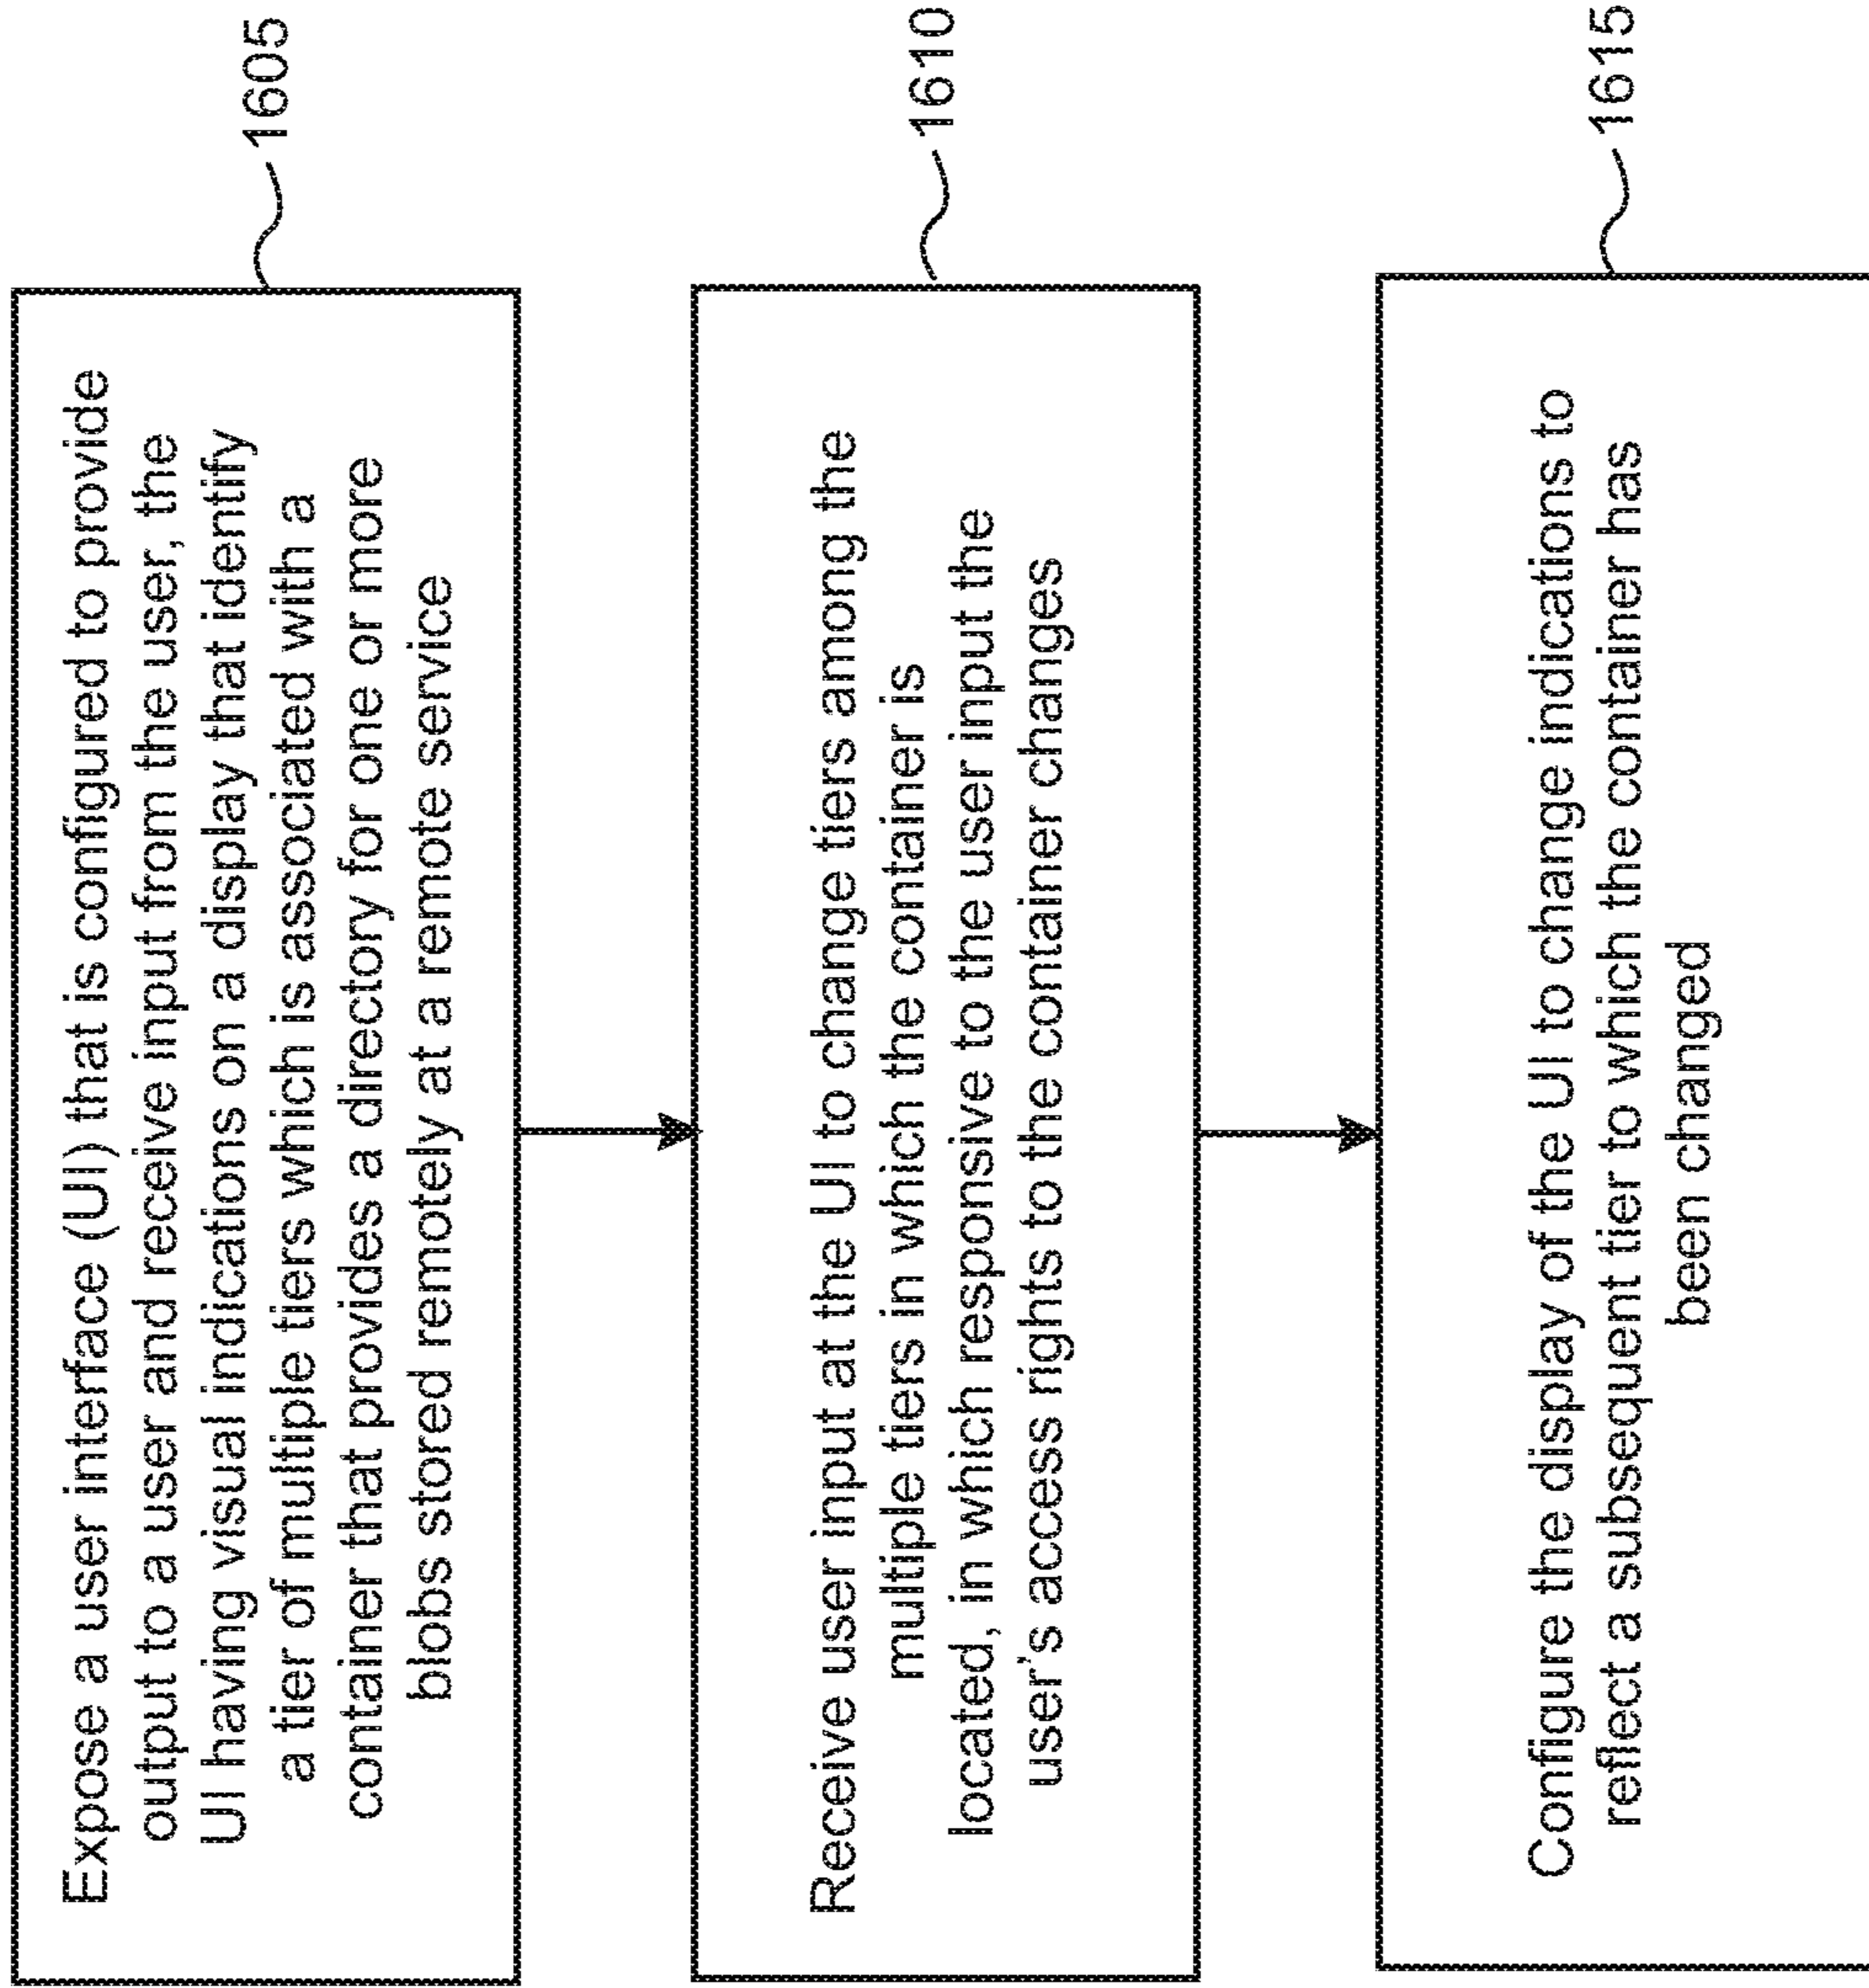 Expose a user interface (UI) that is configured to provide
output to a user and receive input from the user, the
UI having visual indications on a display that identify
a tier of multiple tiers which is associated with a
container that provides a directory for one or more
blobs stored remotely at a remote service
1605
Receive user input at the UI to change tiers among the
multiple tiers in which the container is
located, in which responsive to the user input the
user's access rights to the container changes
1610
Configure the display of the UI to change indications to
reflect a subsequent tier to which the container has
been changed
1615